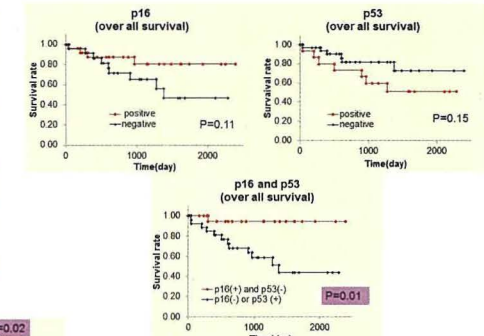 p16
(over all survival)
1.00
0.80
0.60
0.40
0.20
0.00
Survival rate
positive
negative
P=0.11
0
1000
2000
Time(day)
p53
(over all survival)
1.00
0.80
0.60
0.40
0.20
0.00
Survival rate
positive
negative
P=0.15
0
1000
2000
Time(day)
p16 and p53
(over all survival)
1.00
0.80
0.60
0.40
0.20
0.00
Survival rate
p16(+) and p53(-)
p16(-) or p53 (+)
P=0.01
0
1000
2000
=0.02